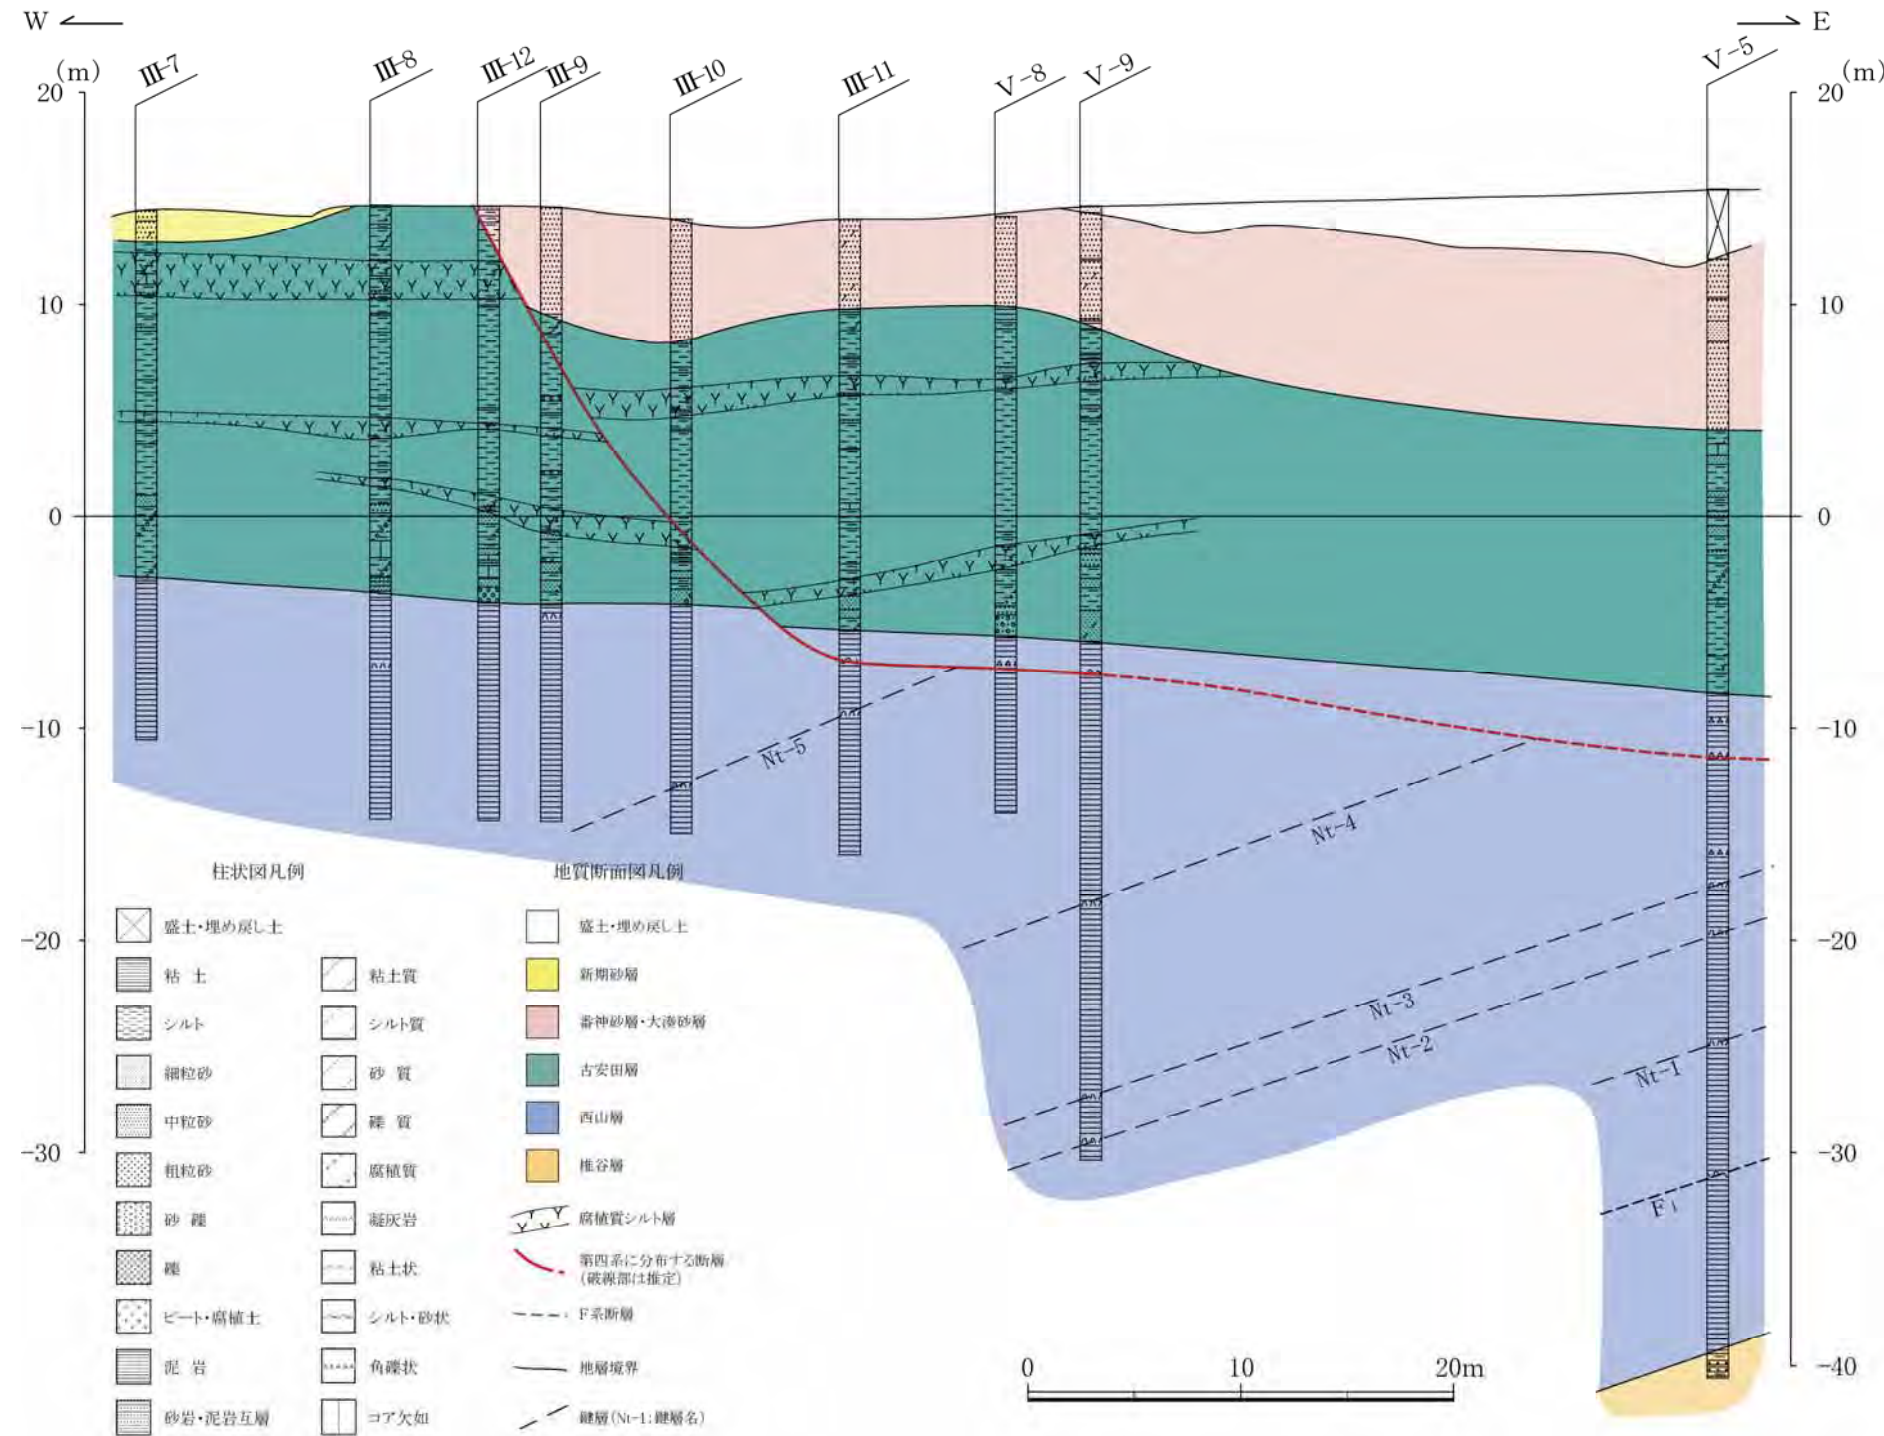 W
E
Ⅲ-7
Ⅲ-8
Ⅲ-12
Ⅲ-9
Ⅲ-10
Ⅲ-11
Ⅴ-8
Ⅴ-9
Ⅴ-5
(m)
(m)
20
20
10
10
0
0
-10
-10
-20
-20
-30
-30
-40
Nt-5
Nt-4
Nt-3
Nt-2
Nt-1
柱状図凡例
盛土・埋め戻し土
粘 土
シルト
細粒砂
中粒砂
粗粒砂
砂 礫
礫
ピート・腐植土
泥 岩
砂岩・泥岩互層
粘土質
シルト質
砂 質
礫 質
腐植質
凝灰岩
粘土状
シルト・砂状
角礫状
コア欠如
地質断面図凡例
盛土・埋め戻し土
新期砂層
番神砂層・大湊砂層
古安田層
西山層
椎谷層
腐植質シルト層
第四系に分布する断層
(破線部は推定)
F系断層
地層境界
鍵層(Nt-1:鍵層名)
0 10 20m